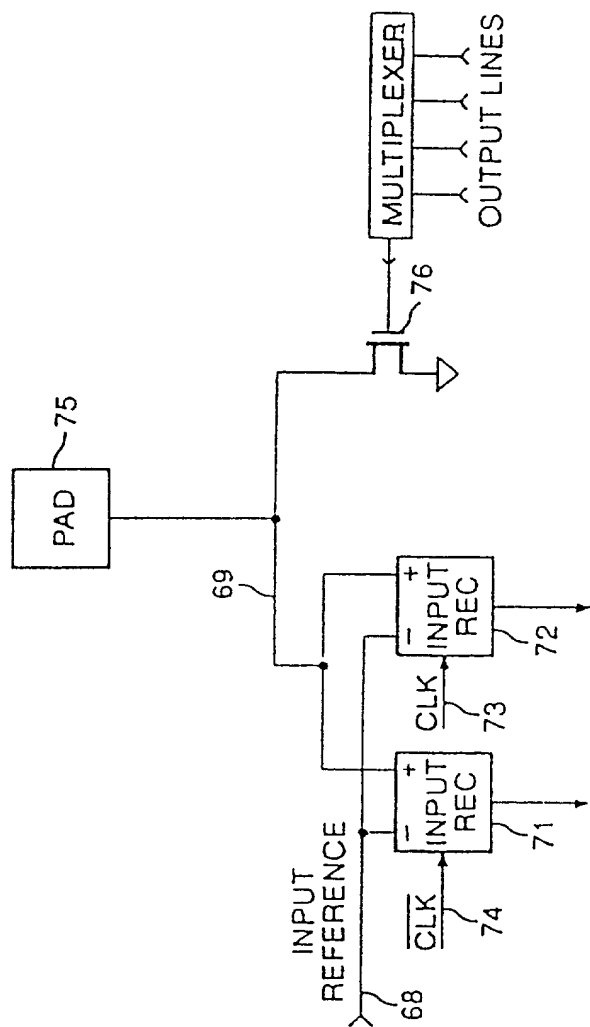 PAD
75
69
MULTIPLEXER
OUTPUT LINES
76
INPUT
REFERENCE
68
- +
INPUT
REC
71
CLK
74
- +
INPUT
REC
72
CLK
73